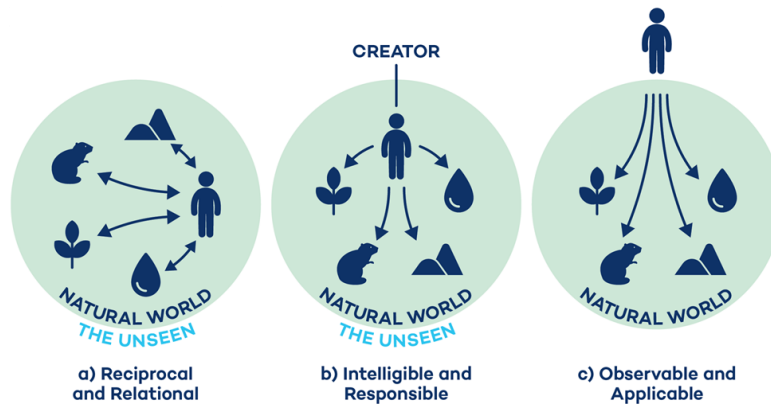 CREATOR
NATURAL WORLD
THE UNSEEN
NATURAL WORLD
THE UNSEEN
NATURAL WORLD
a) Reciprocal
and Relational
b) Intelligible and
Responsible
c) Observable and
Applicable